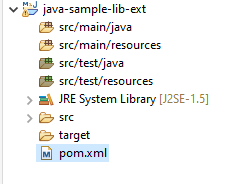 java-sample-lib-ext
src/main/java
src/main/resources
src/test/java
src/test/resources
JRE System Library [J2SE-1.5]
src
target
pom.xml